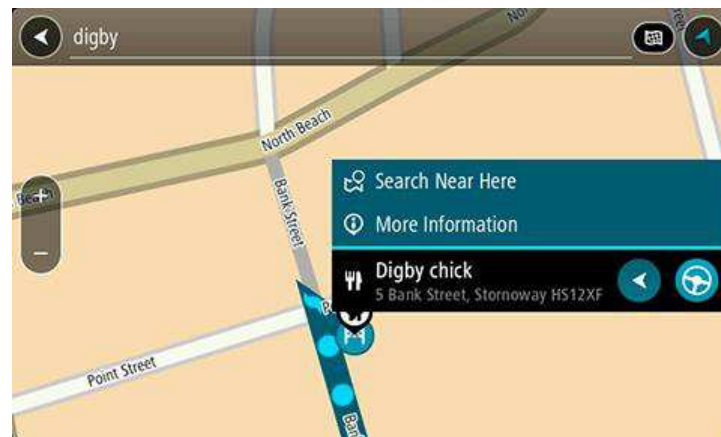 digby
North Beach
Search Near Here
Bank Street
More Information
Digby chick
5 Bank Street, Stornoway HS12XF
Point Street